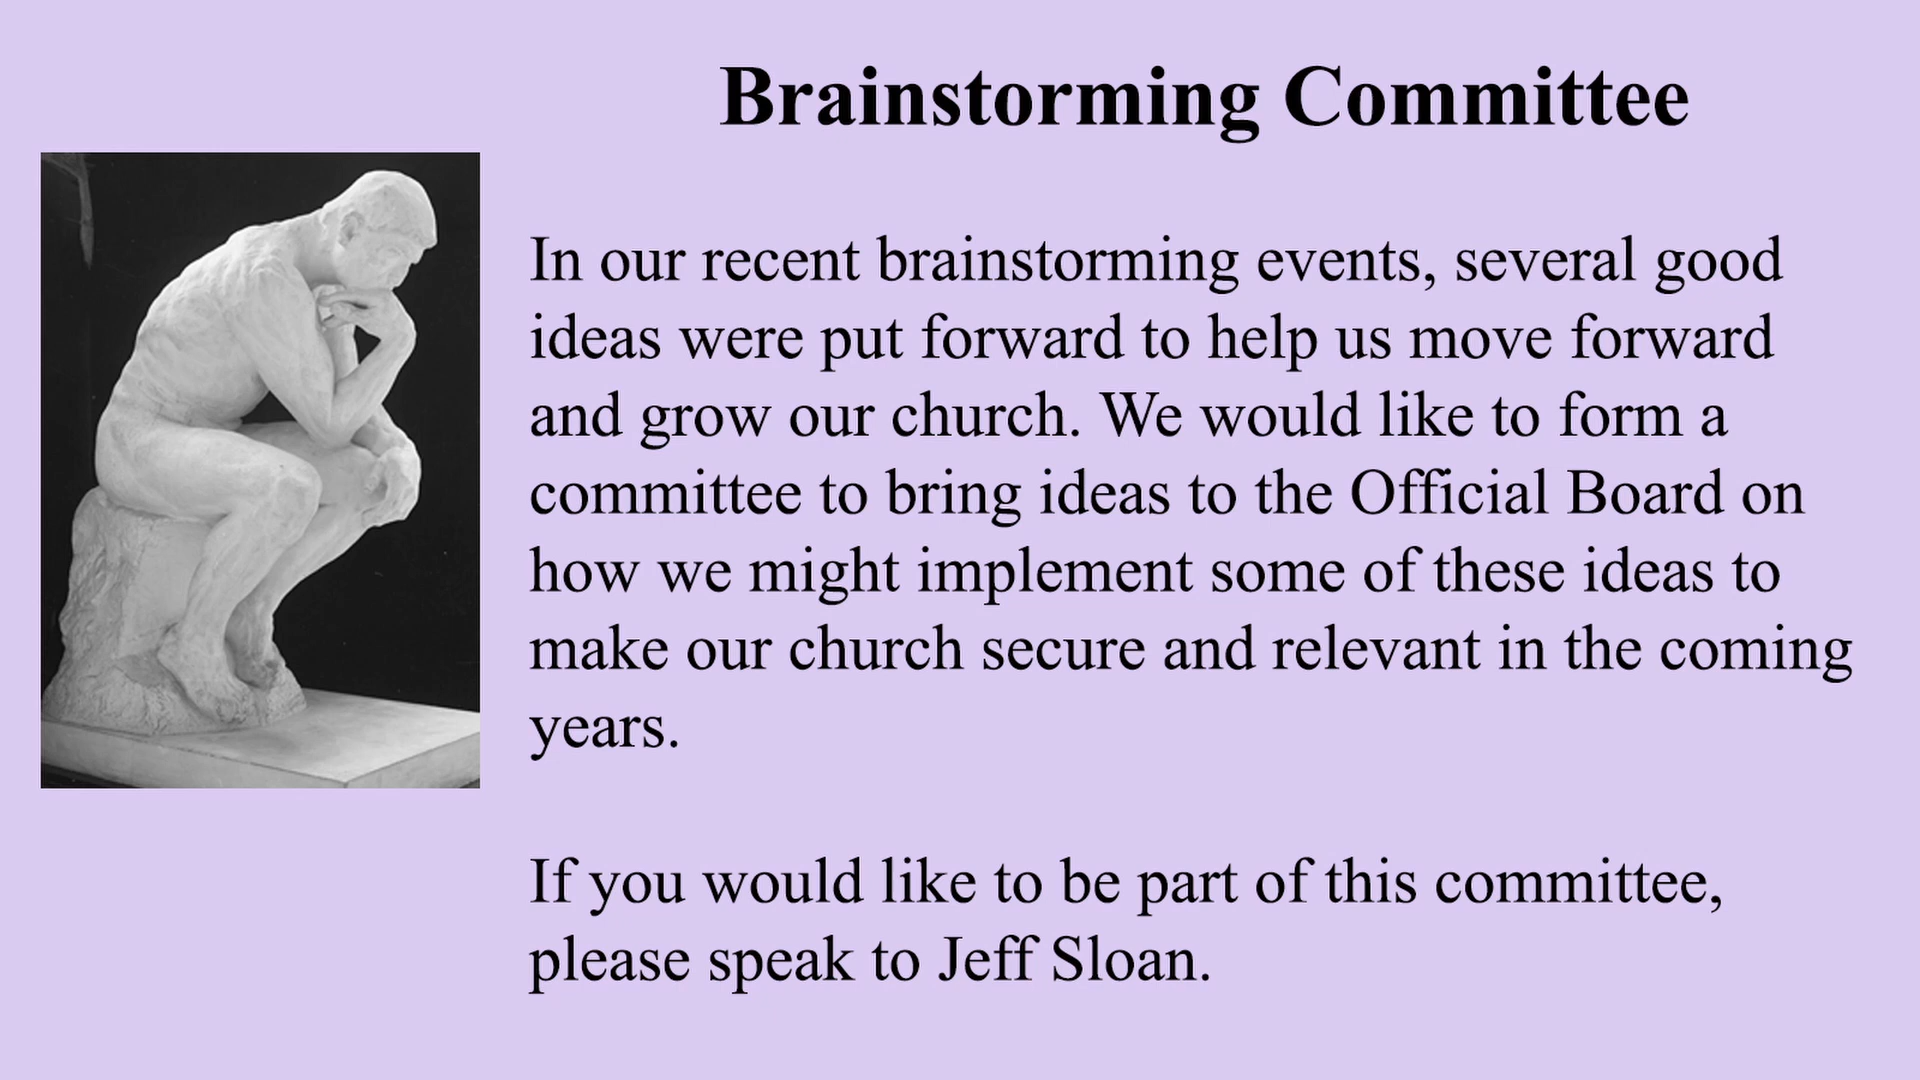 Brainstorming Committee
In our recent brainstorming events, several good
ideas were put forward to help us move forward
and grow our church. We would like to form a
committee to bring ideas to the Official Board on
how we might implement some of these ideas to
make our church secure and relevant in the coming
years.
If you would like to be part of this committee,
please speak to Jeff Sloan.